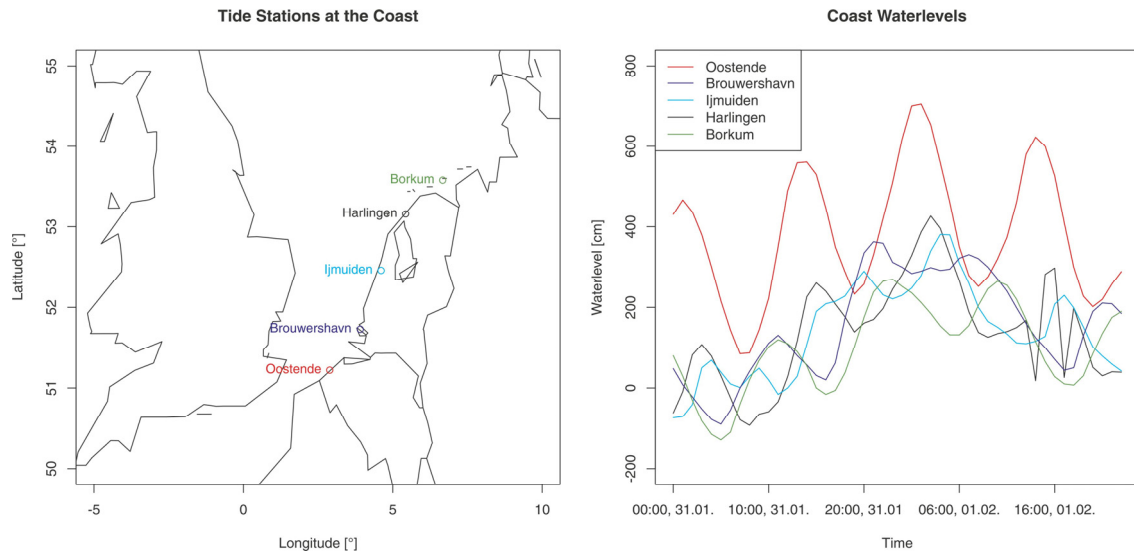 Tide Stations at the Coast
55
54
53
52
51
50
Latitude [°]
Borkum
Harlingen
Ijmuiden
Brouwershavn
Oostende
-5
0
5
10
Longitude [°]
Coast Waterlevels
Oostende
Brouwershavn
Ijmuiden
Harlingen
Borkum
800
600
400
200
0
-200
Waterlevel [cm]
00:00, 31.01.
10:00, 31.01.
20:00, 31.01
06:00, 01.02.
16:00, 01.02.
Time